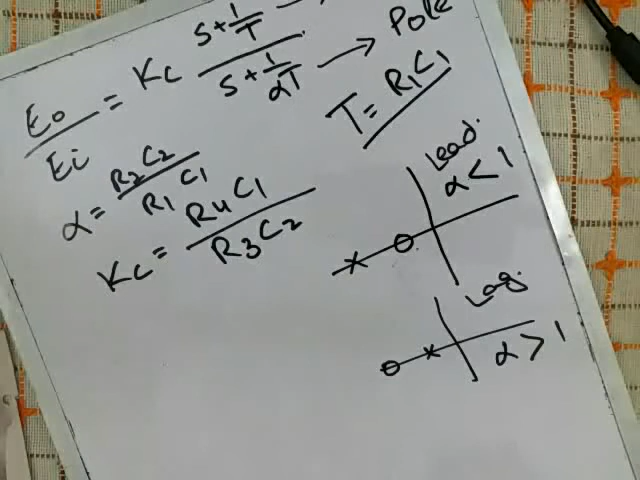 Eo/Ei = Kc (s + 1/T)/(s + 1/αT) → Pole
T = R1C1
α = R2C2/R1C1
Kc = R4C1/R3C2
Lead.
α < 1
Lag.
α > 1